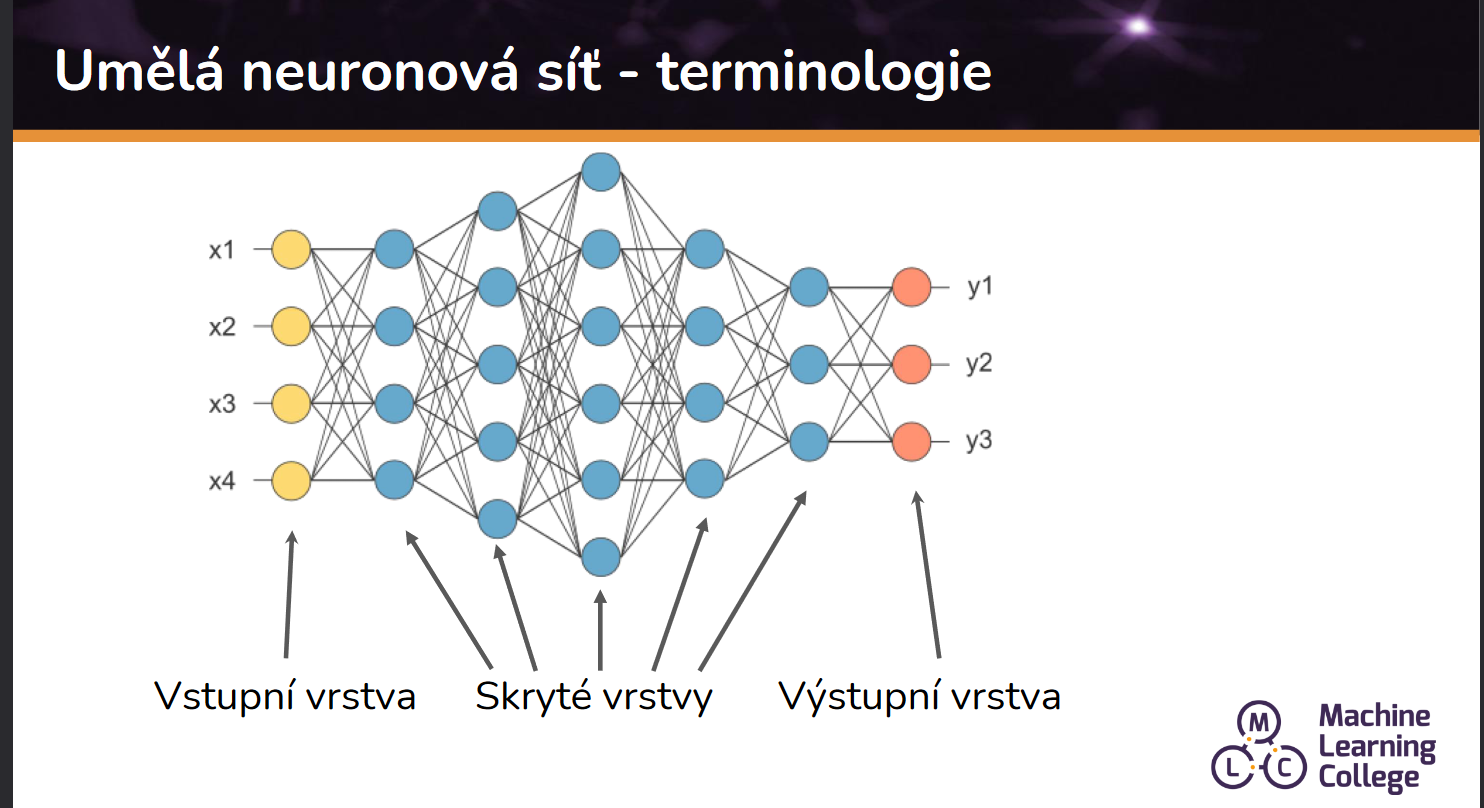 Umělá neuronová síť - terminologie
x1
x2
x3
x4
y1
y2
y3
Vstupní vrstva
Skryté vrstvy
Výstupní vrstva
M
L
C
Machine
Learning
College